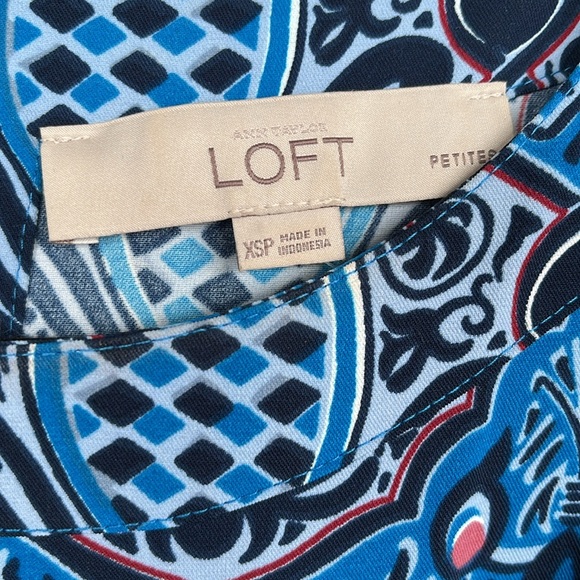 ANN TAYLOR
LOFT
PETITES
XSP
MADE IN
INDONESIA